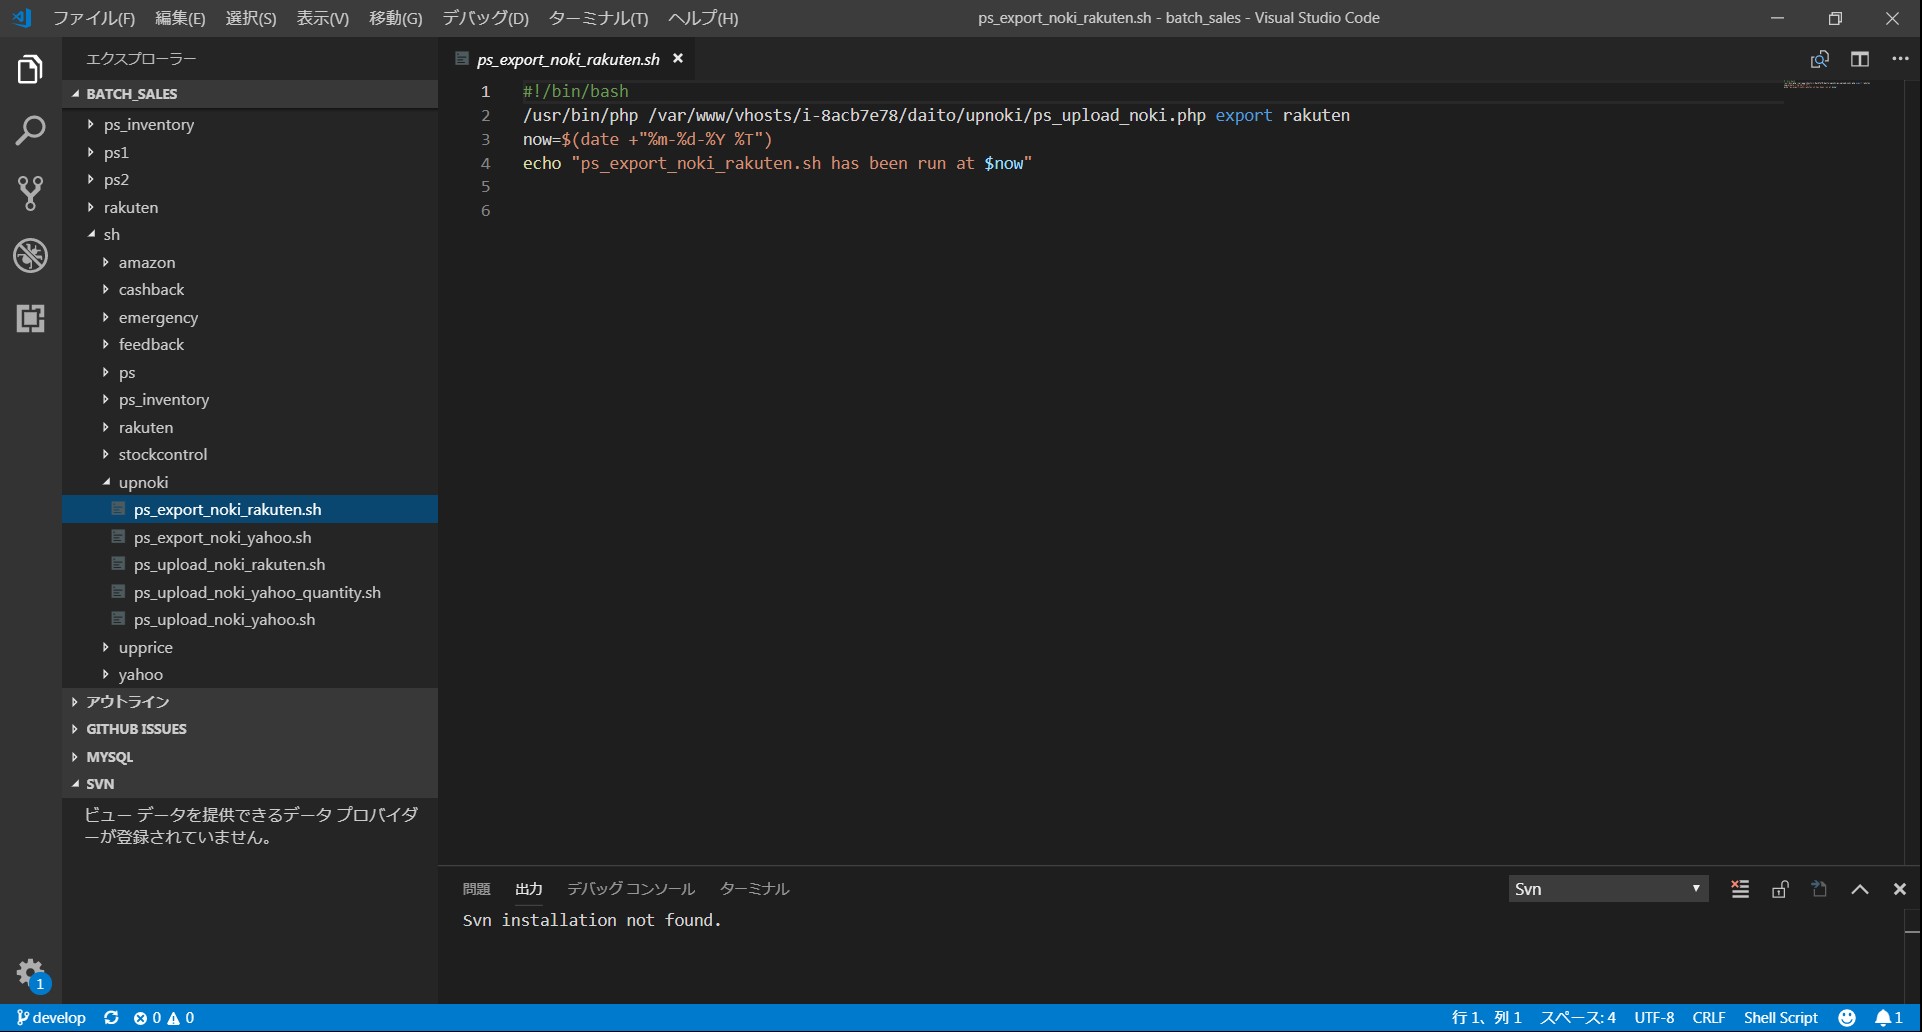 ファイル(F) 編集(E) 選択(S) 表示(V) 移動(G) デバッグ(D) ターミナル(T) ヘルプ(H)
ps_export_noki_rakuten.sh - batch_sales - Visual Studio Code
エクスプローラー
BATCH_SALES
ps_inventory
ps1
ps2
rakuten
sh
amazon
cashback
emergency
feedback
ps
ps_inventory
rakuten
stockcontrol
upnoki
ps_export_noki_rakuten.sh
ps_export_noki_yahoo.sh
ps_upload_noki_rakuten.sh
ps_upload_noki_yahoo_quantity.sh
ps_upload_noki_yahoo.sh
upprice
yahoo
アウトライン
GITHUB ISSUES
MYSQL
SVN
ビュー データを提供できるデータ プロバイダ
ーが登録されていません。
ps_export_noki_rakuten.sh
1 #!/bin/bash
2 /usr/bin/php /var/www/vhosts/i-8acb7e78/daito/upnoki/ps_upload_noki.php export rakuten
3 now=$(date +"%m-%d-%Y %T")
4 echo "ps_export_noki_rakuten.sh has been run at $now"
5
6
問題 出力 デバッグ コンソール ターミナル
Svn
Svn installation not found.
1
develop 0 0
行 1、列 1 スペース: 4 UTF-8 CRLF Shell Script 1